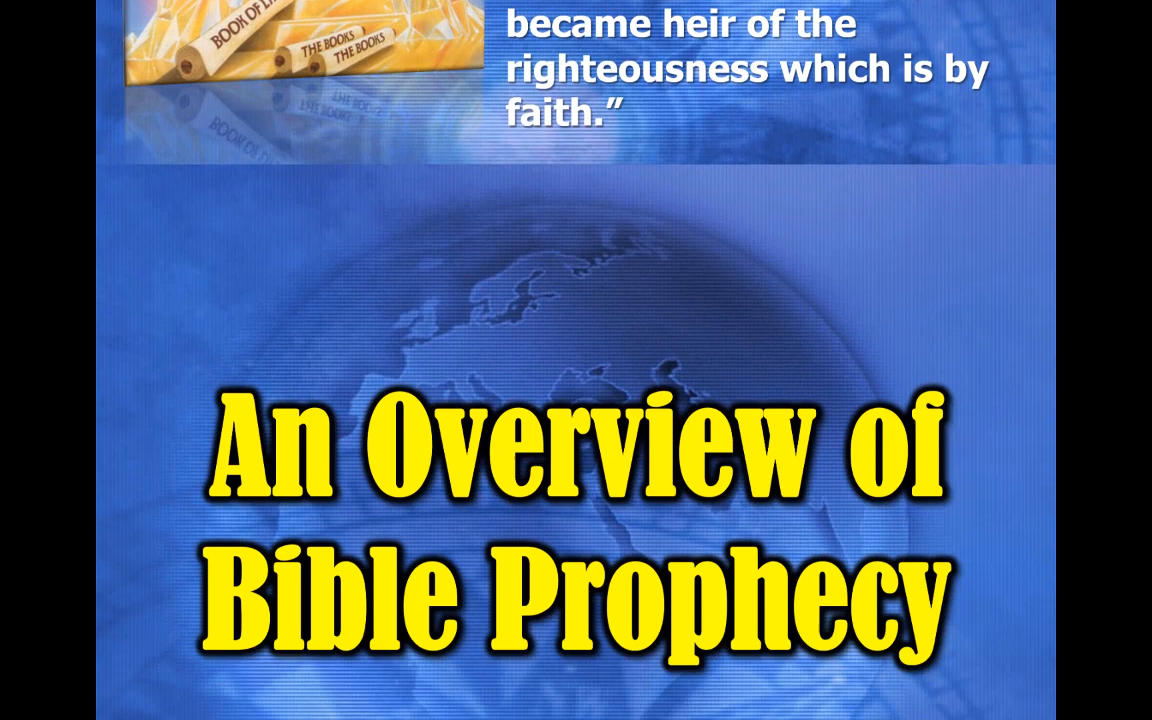 BOOK OF
THE BOOKS
THE BOOKS
became heir of the
righteousness which is by
faith.”
An Overview of
Bible Prophecy